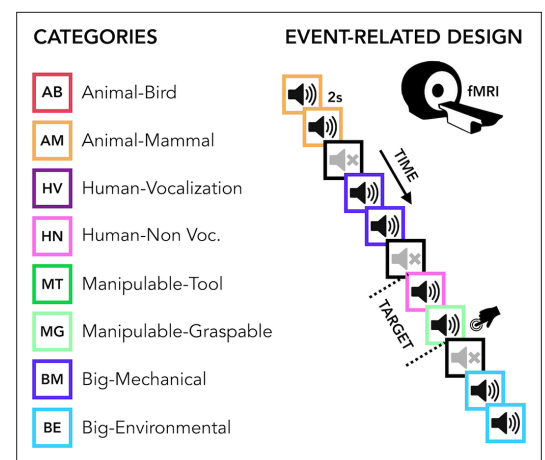 CATEGORIES
AB Animal-Bird
AM Animal-Mammal
HV Human-Vocalization
HN Human-Non Voc.
MT Manipulable-Tool
MG Manipulable-Graspable
BM Big-Mechanical
BE Big-Environmental
EVENT-RELATED DESIGN
2s
fMRI
TIME
TARGET